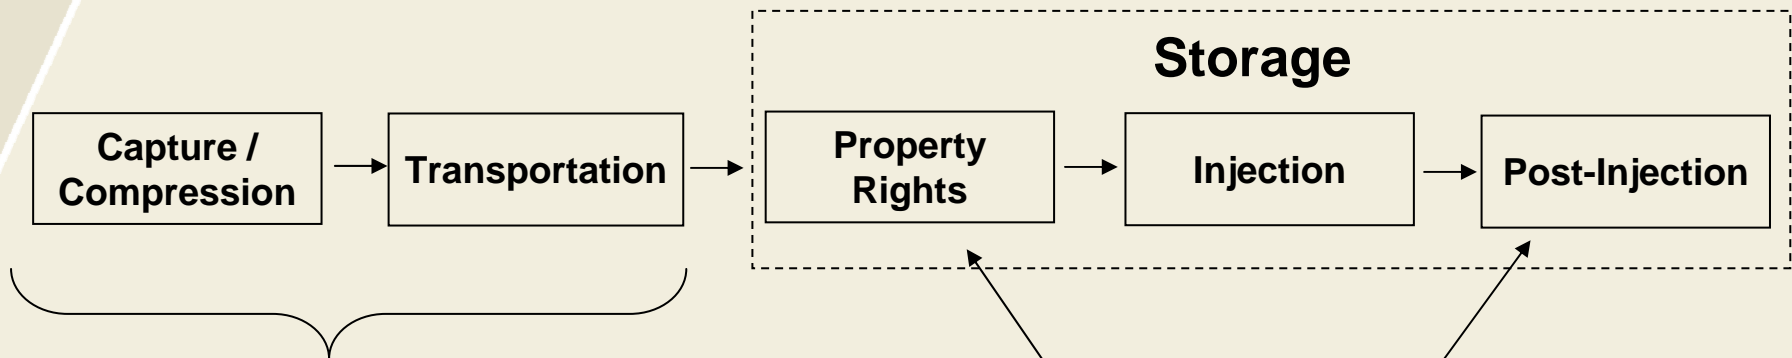 Storage
Capture /
Compression
Transportation
Property
Rights
Injection
Post-Injection